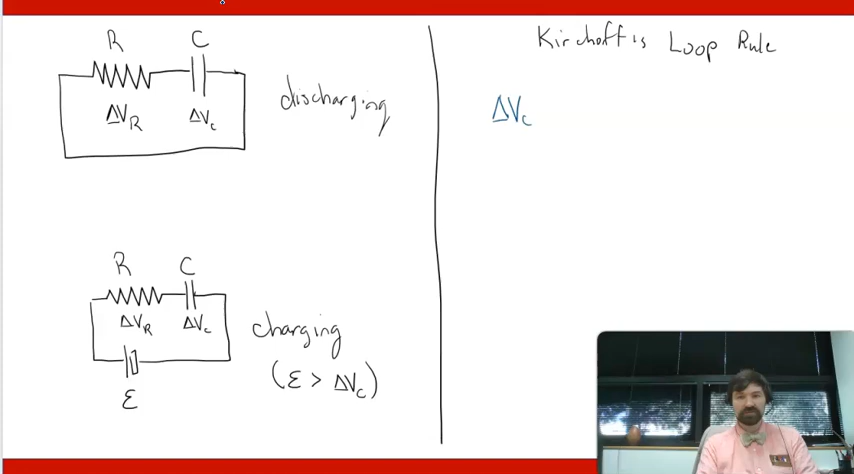 R C
ΔV_R ΔV_c
discharging
R C
ΔV_R ΔV_c
charging
ε
(ε > ΔV_c)
Kirchoff's Loop Rule
ΔV_c